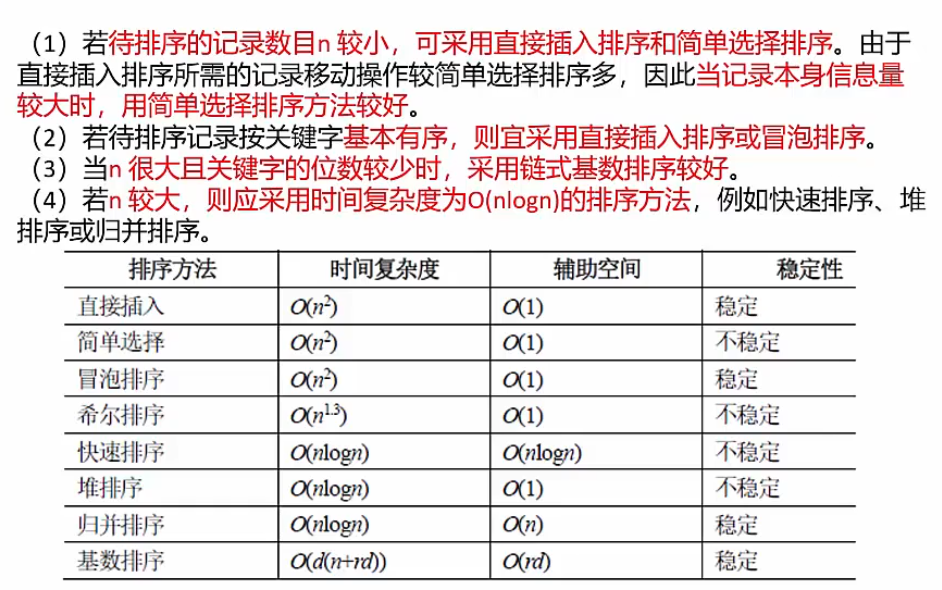 （1）若待排序的记录数目n 较小，可采用直接插入排序和简单选择排序。由于
直接插入排序所需的记录移动操作较简单选择排序多，因此当记录本身信息量
较大时，用简单选择排序方法较好。
（2）若待排序记录按关键字基本有序，则宜采用直接插入排序或冒泡排序。
（3）当n 很大且关键字的位数较少时，采用链式基数排序较好。
（4）若n 较大，则应采用时间复杂度为O(nlogn)的排序方法，例如快速排序、堆
排序或归并排序。
排序方法 时间复杂度 辅助空间 稳定性
直接插入 O(n²) O(1) 稳定
简单选择 O(n²) O(1) 不稳定
冒泡排序 O(n²) O(1) 稳定
希尔排序 O(n¹·³) O(1) 不稳定
快速排序 O(nlogn) O(nlogn) 不稳定
堆排序 O(nlogn) O(1) 不稳定
归并排序 O(nlogn) O(n) 稳定
基数排序 O(d(n+rd)) O(rd) 稳定